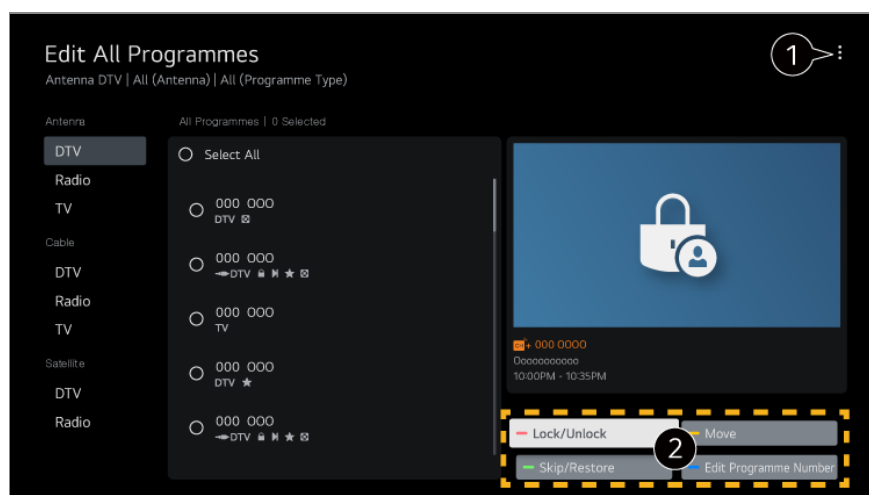 Edit All Programmes
Antenna DTV | All (Antenna) | All (Programme Type)
1
Antenna
DTV
Radio
TV
Cable
DTV
Radio
TV
Satellite
DTV
Radio
All Programmes | 0 Selected
Select All
000 000
DTV
000 000
DTV
000 000
TV
000 000
DTV
000 000
DTV
CH+ 000 0000
Oooooooooooo
10:00PM - 10:35PM
Lock/Unlock
Move
2
Skip/Restore
Edit Programme Number